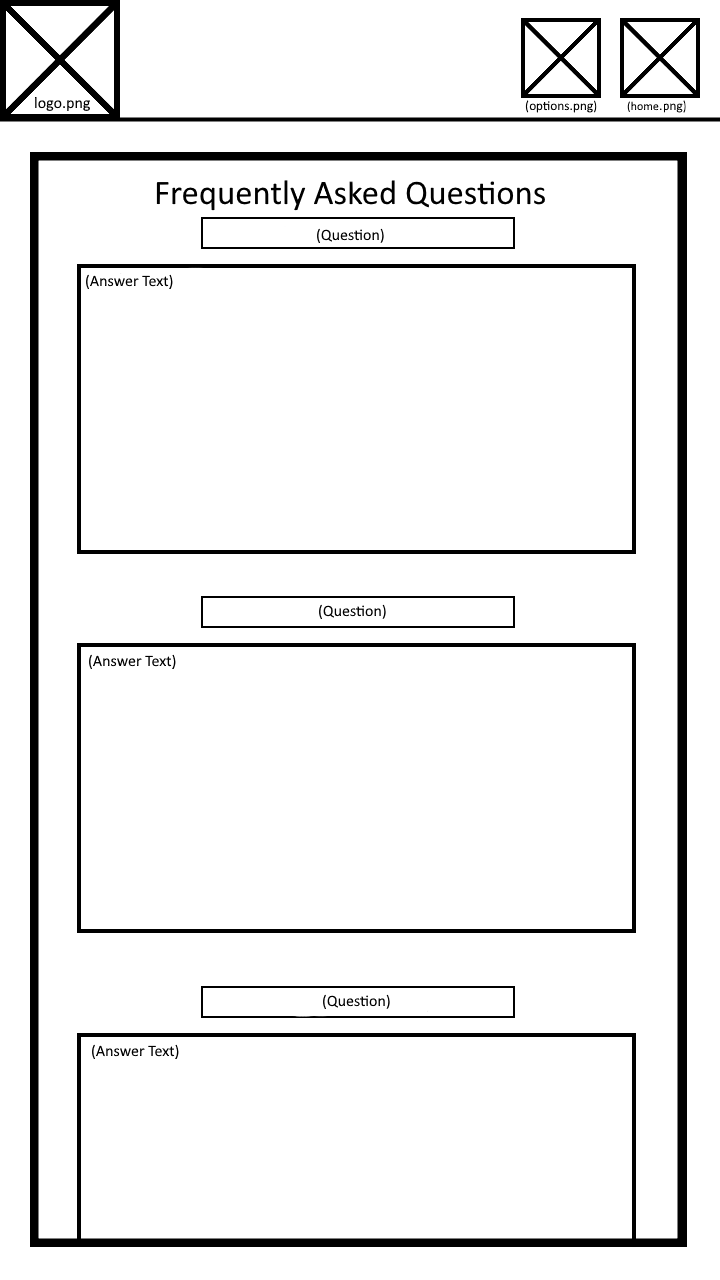 logo.png
(options.png)
(home.png)
Frequently Asked Questions
(Question)
(Answer Text)
(Question)
(Answer Text)
(Question)
(Answer Text)